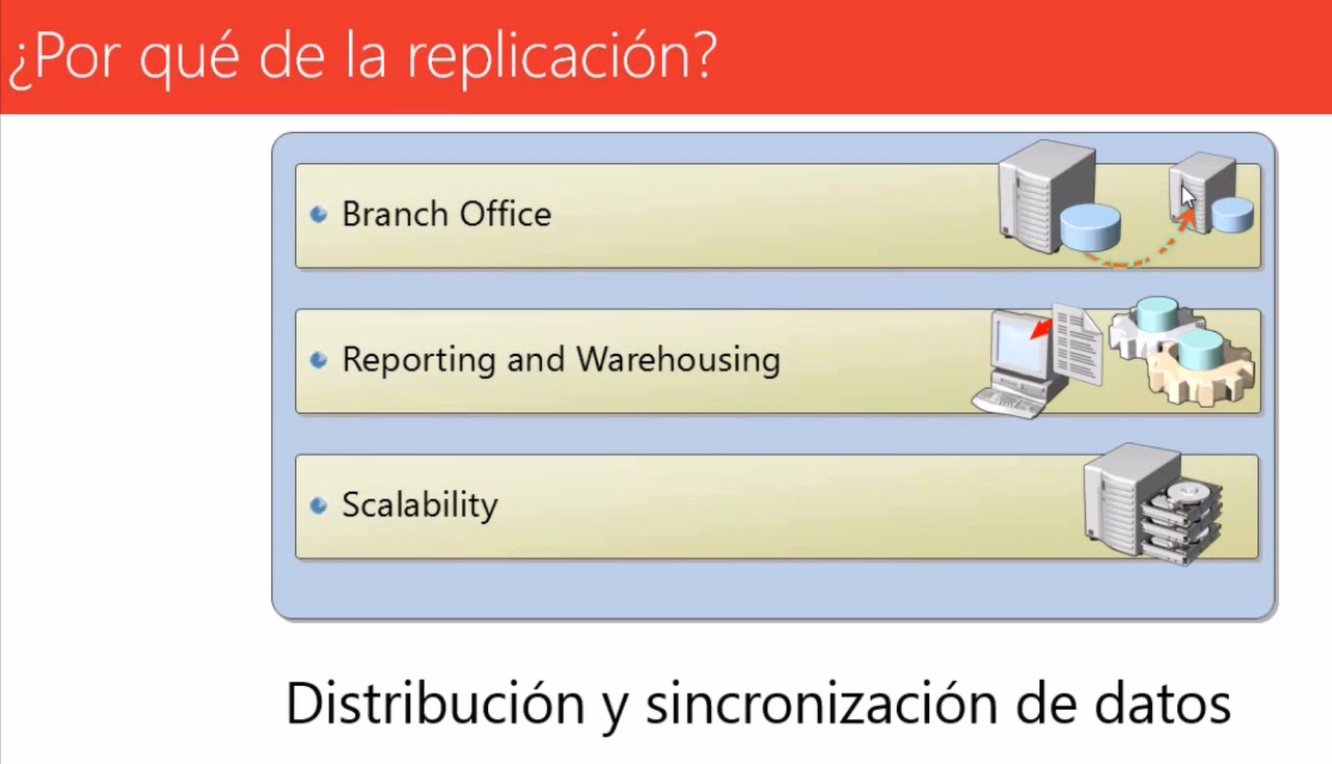 ¿Por qué de la replicación?
Branch Office
Reporting and Warehousing
Scalability
Distribución y sincronización de datos